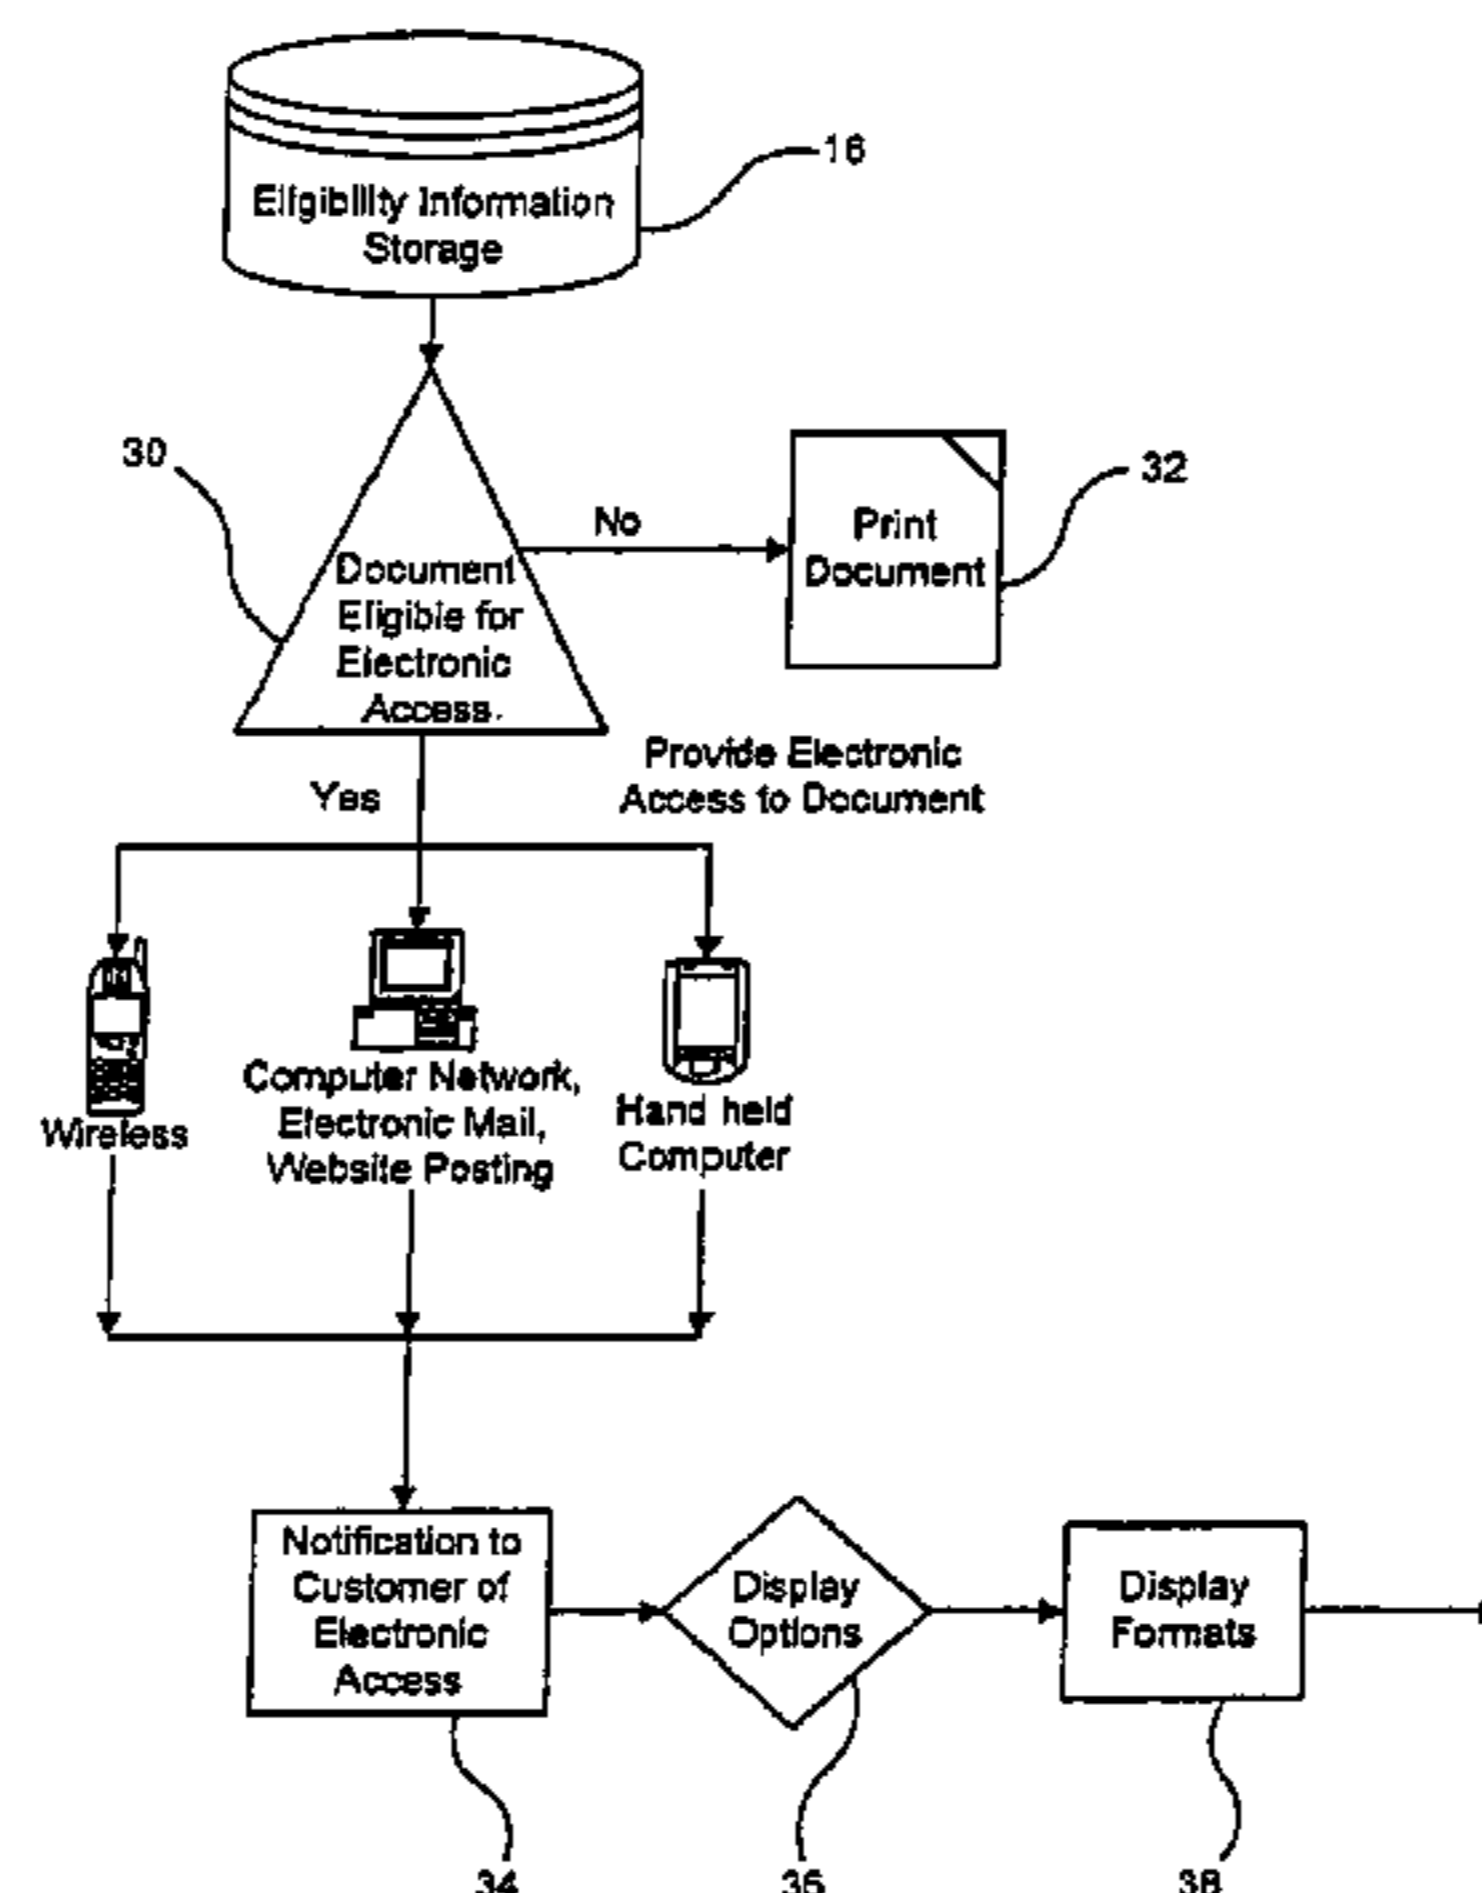 16
Eligibility Information
Storage
30
32
No
Print
Document
Document
Eligible for
Electronic
Access
Provide Electronic
Access to Document
Yes
Computer Network,
Electronic Mail,
Website Posting
Hand held
Computer
Wireless
Notification to
Customer of
Electronic
Access
Display
Options
Display
Formats
34
36
38